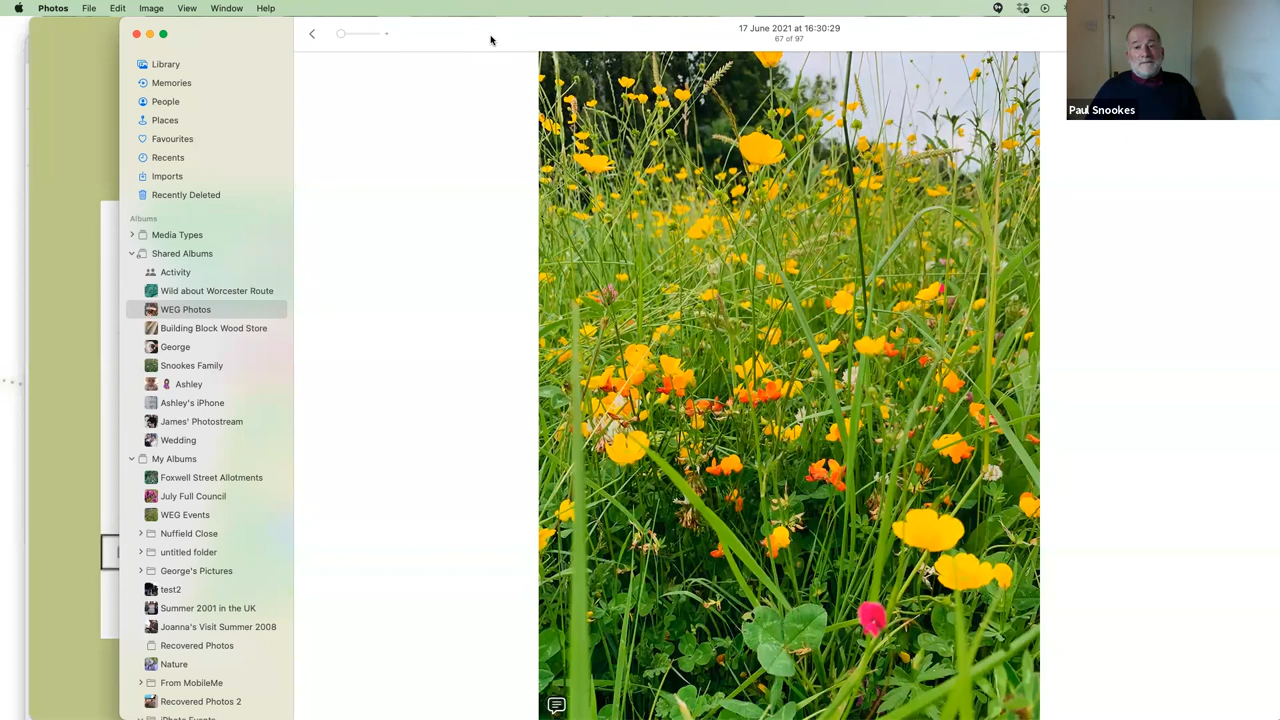 Photos File Edit Image View Window Help
17 June 2021 at 16:30:29
67 of 97
Paul Snookes
Library
Memories
People
Places
Favourites
Recents
Imports
Recently Deleted
Albums
Media Types
Shared Albums
Activity
Wild about Worcester Route
WEG Photos
Building Block Wood Store
George
Snookes Family
Ashley
Ashley's iPhone
James' Photostream
Wedding
My Albums
Foxwell Street Allotments
July Full Council
WEG Events
Nuffield Close
untitled folder
George's Pictures
test2
Summer 2001 in the UK
Joanna's Visit Summer 2008
Recovered Photos
Nature
From MobileMe
Recovered Photos 2
iPhoto Events